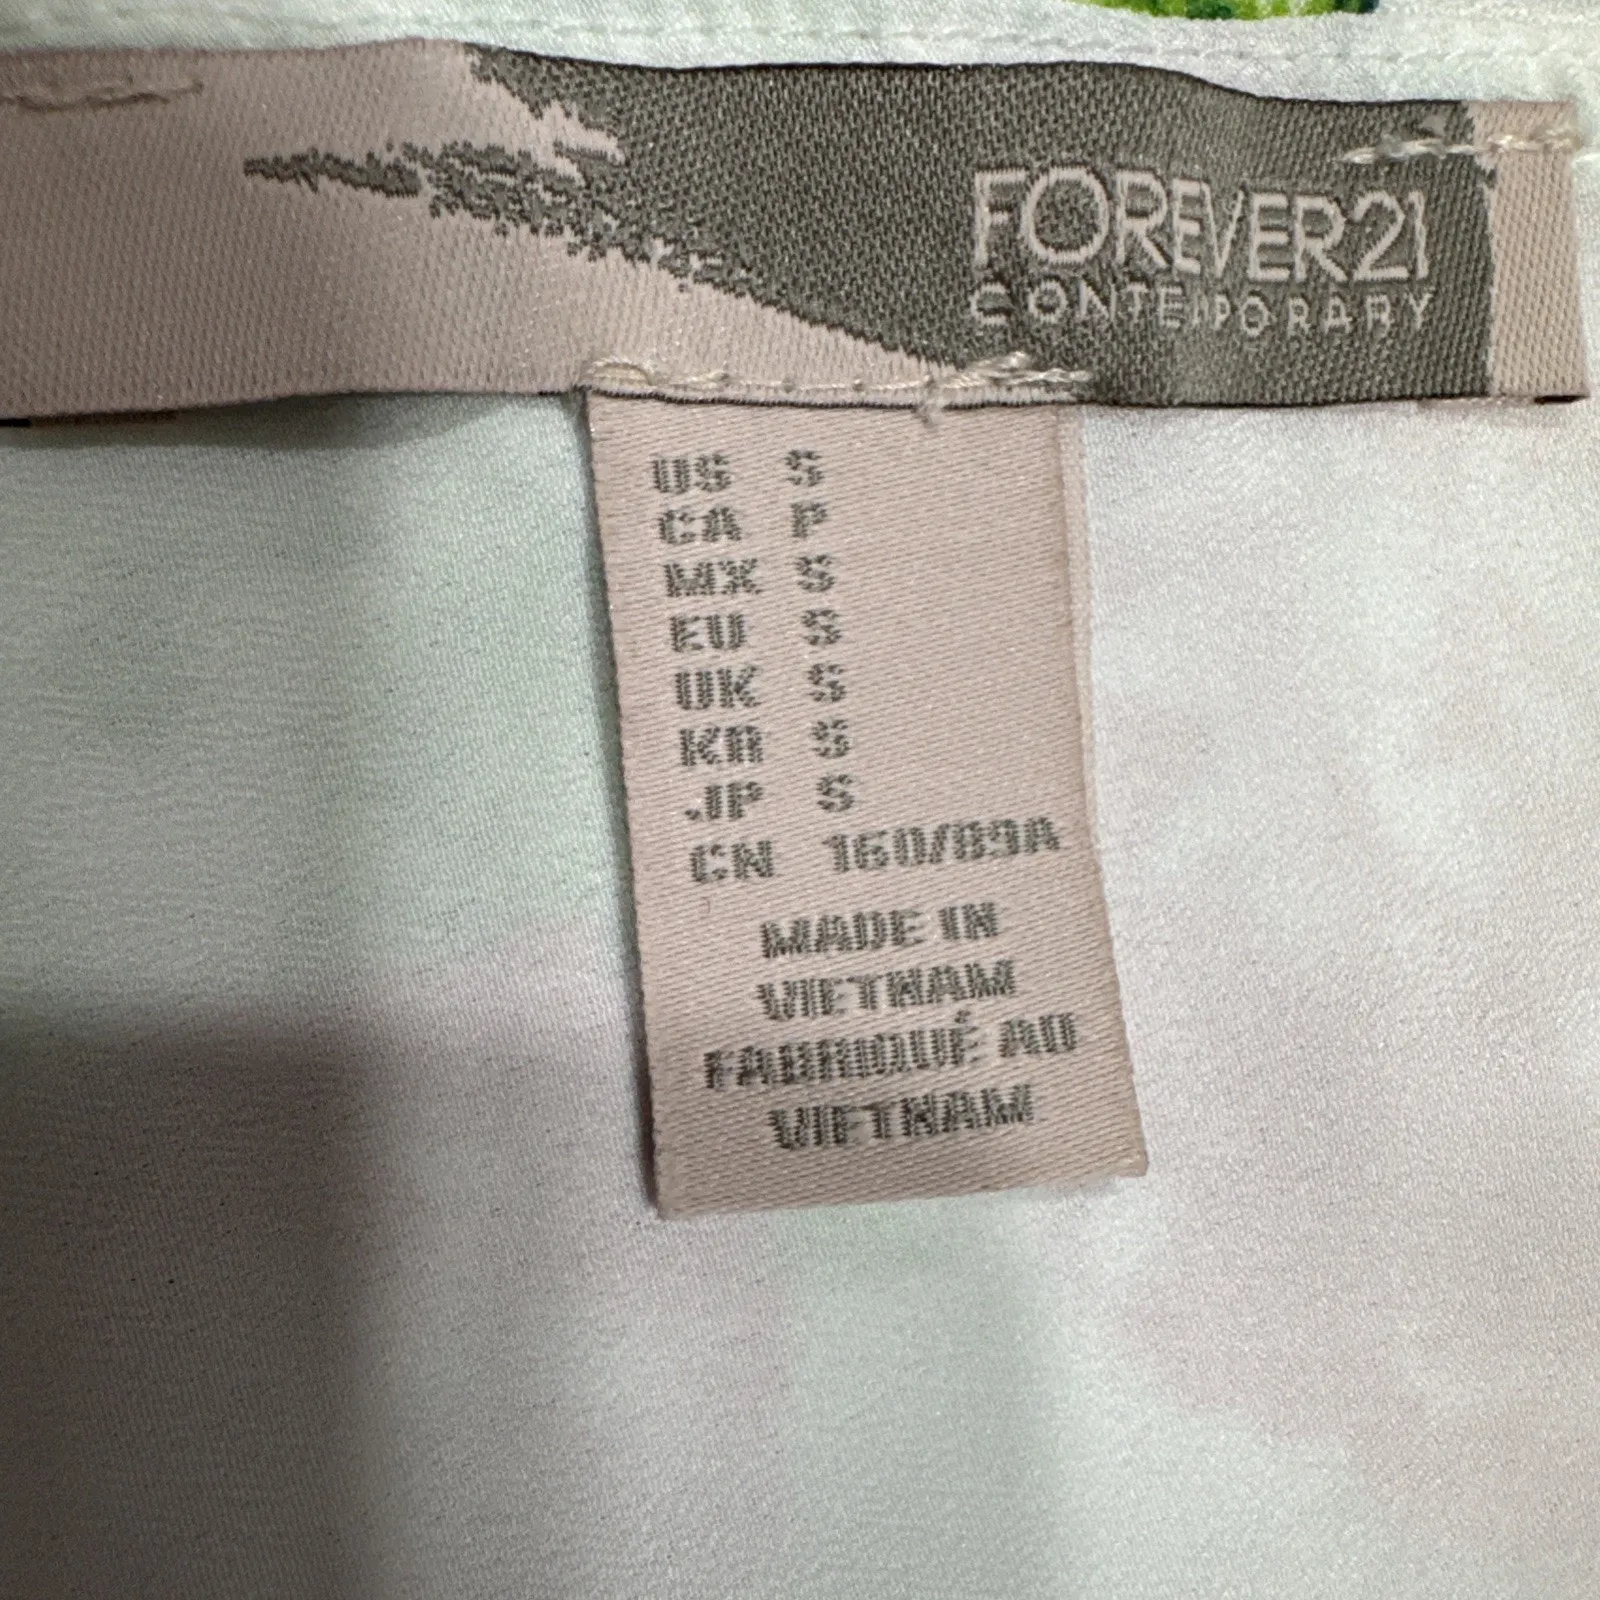 FOREVER21
CONTEMPORARY
US S
CA P
MX S
EU S
UK S
KR S
JP S
CN 160/89A
MADE IN
VIETNAM
FABRIQUÉ AU
VIETNAM